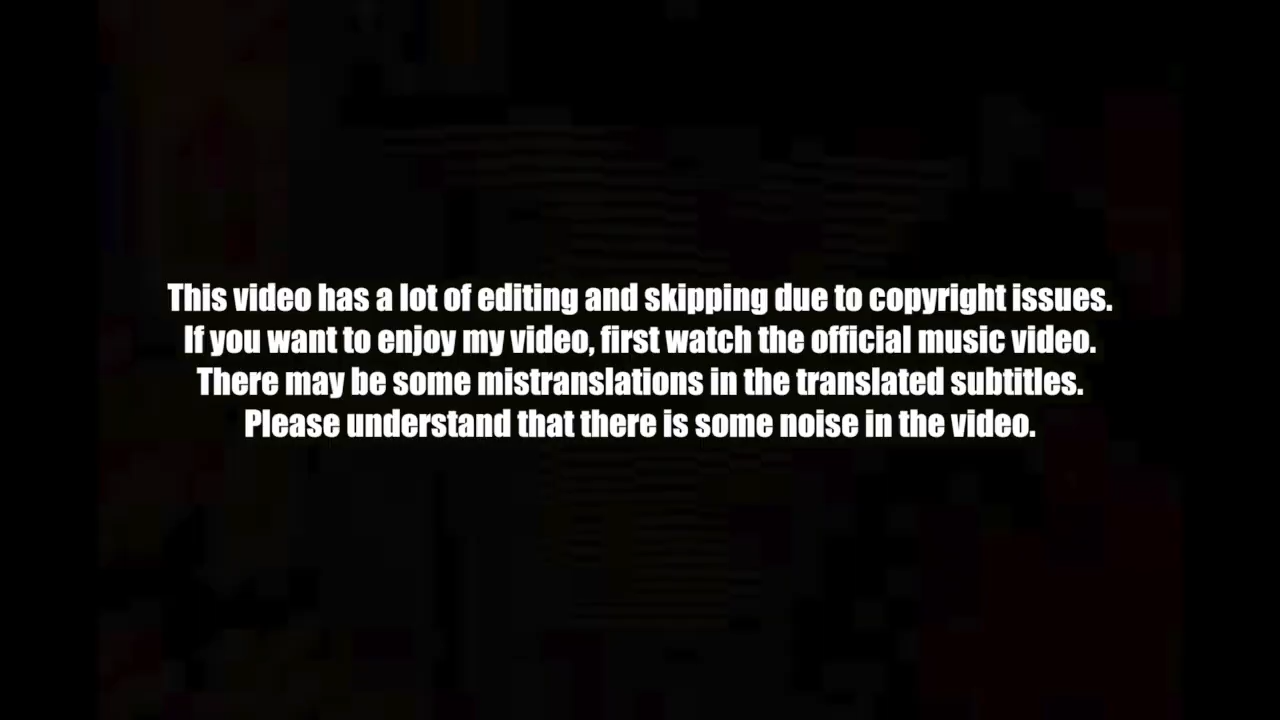 This video has a lot of editing and skipping due to copyright issues.
If you want to enjoy my video, first watch the official music video.
There may be some mistranslations in the translated subtitles.
Please understand that there is some noise in the video.